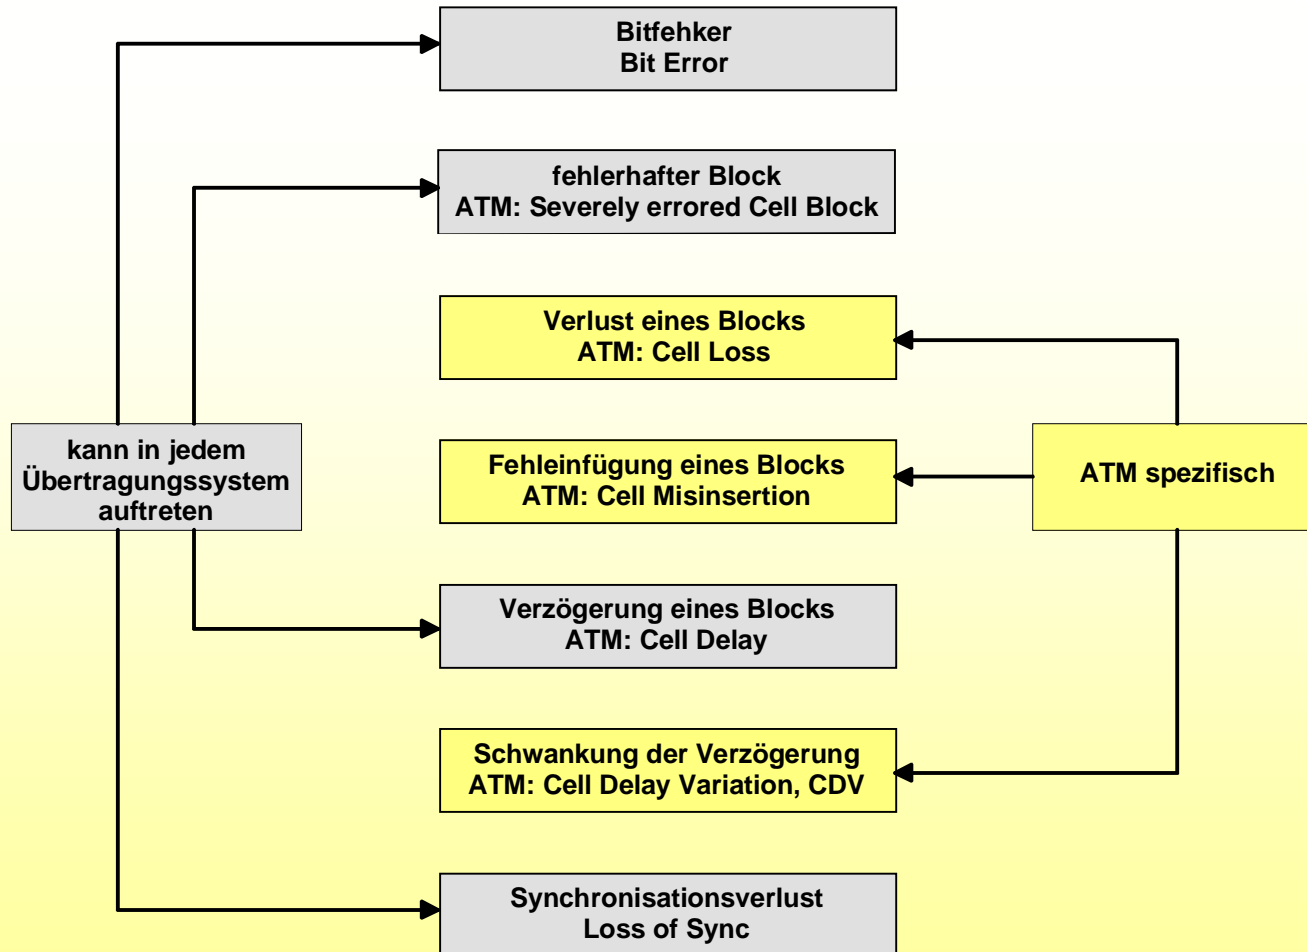 Bitfehker
Bit Error
fehlerhafter Block
ATM: Severely errored Cell Block
Verlust eines Blocks
ATM: Cell Loss
kann in jedem
Übertragungssystem
auftreten
Fehleinfügung eines Blocks
ATM: Cell Misinsertion
ATM spezifisch
Verzögerung eines Blocks
ATM: Cell Delay
Schwankung der Verzögerung
ATM: Cell Delay Variation, CDV
Synchronisationsverlust
Loss of Sync